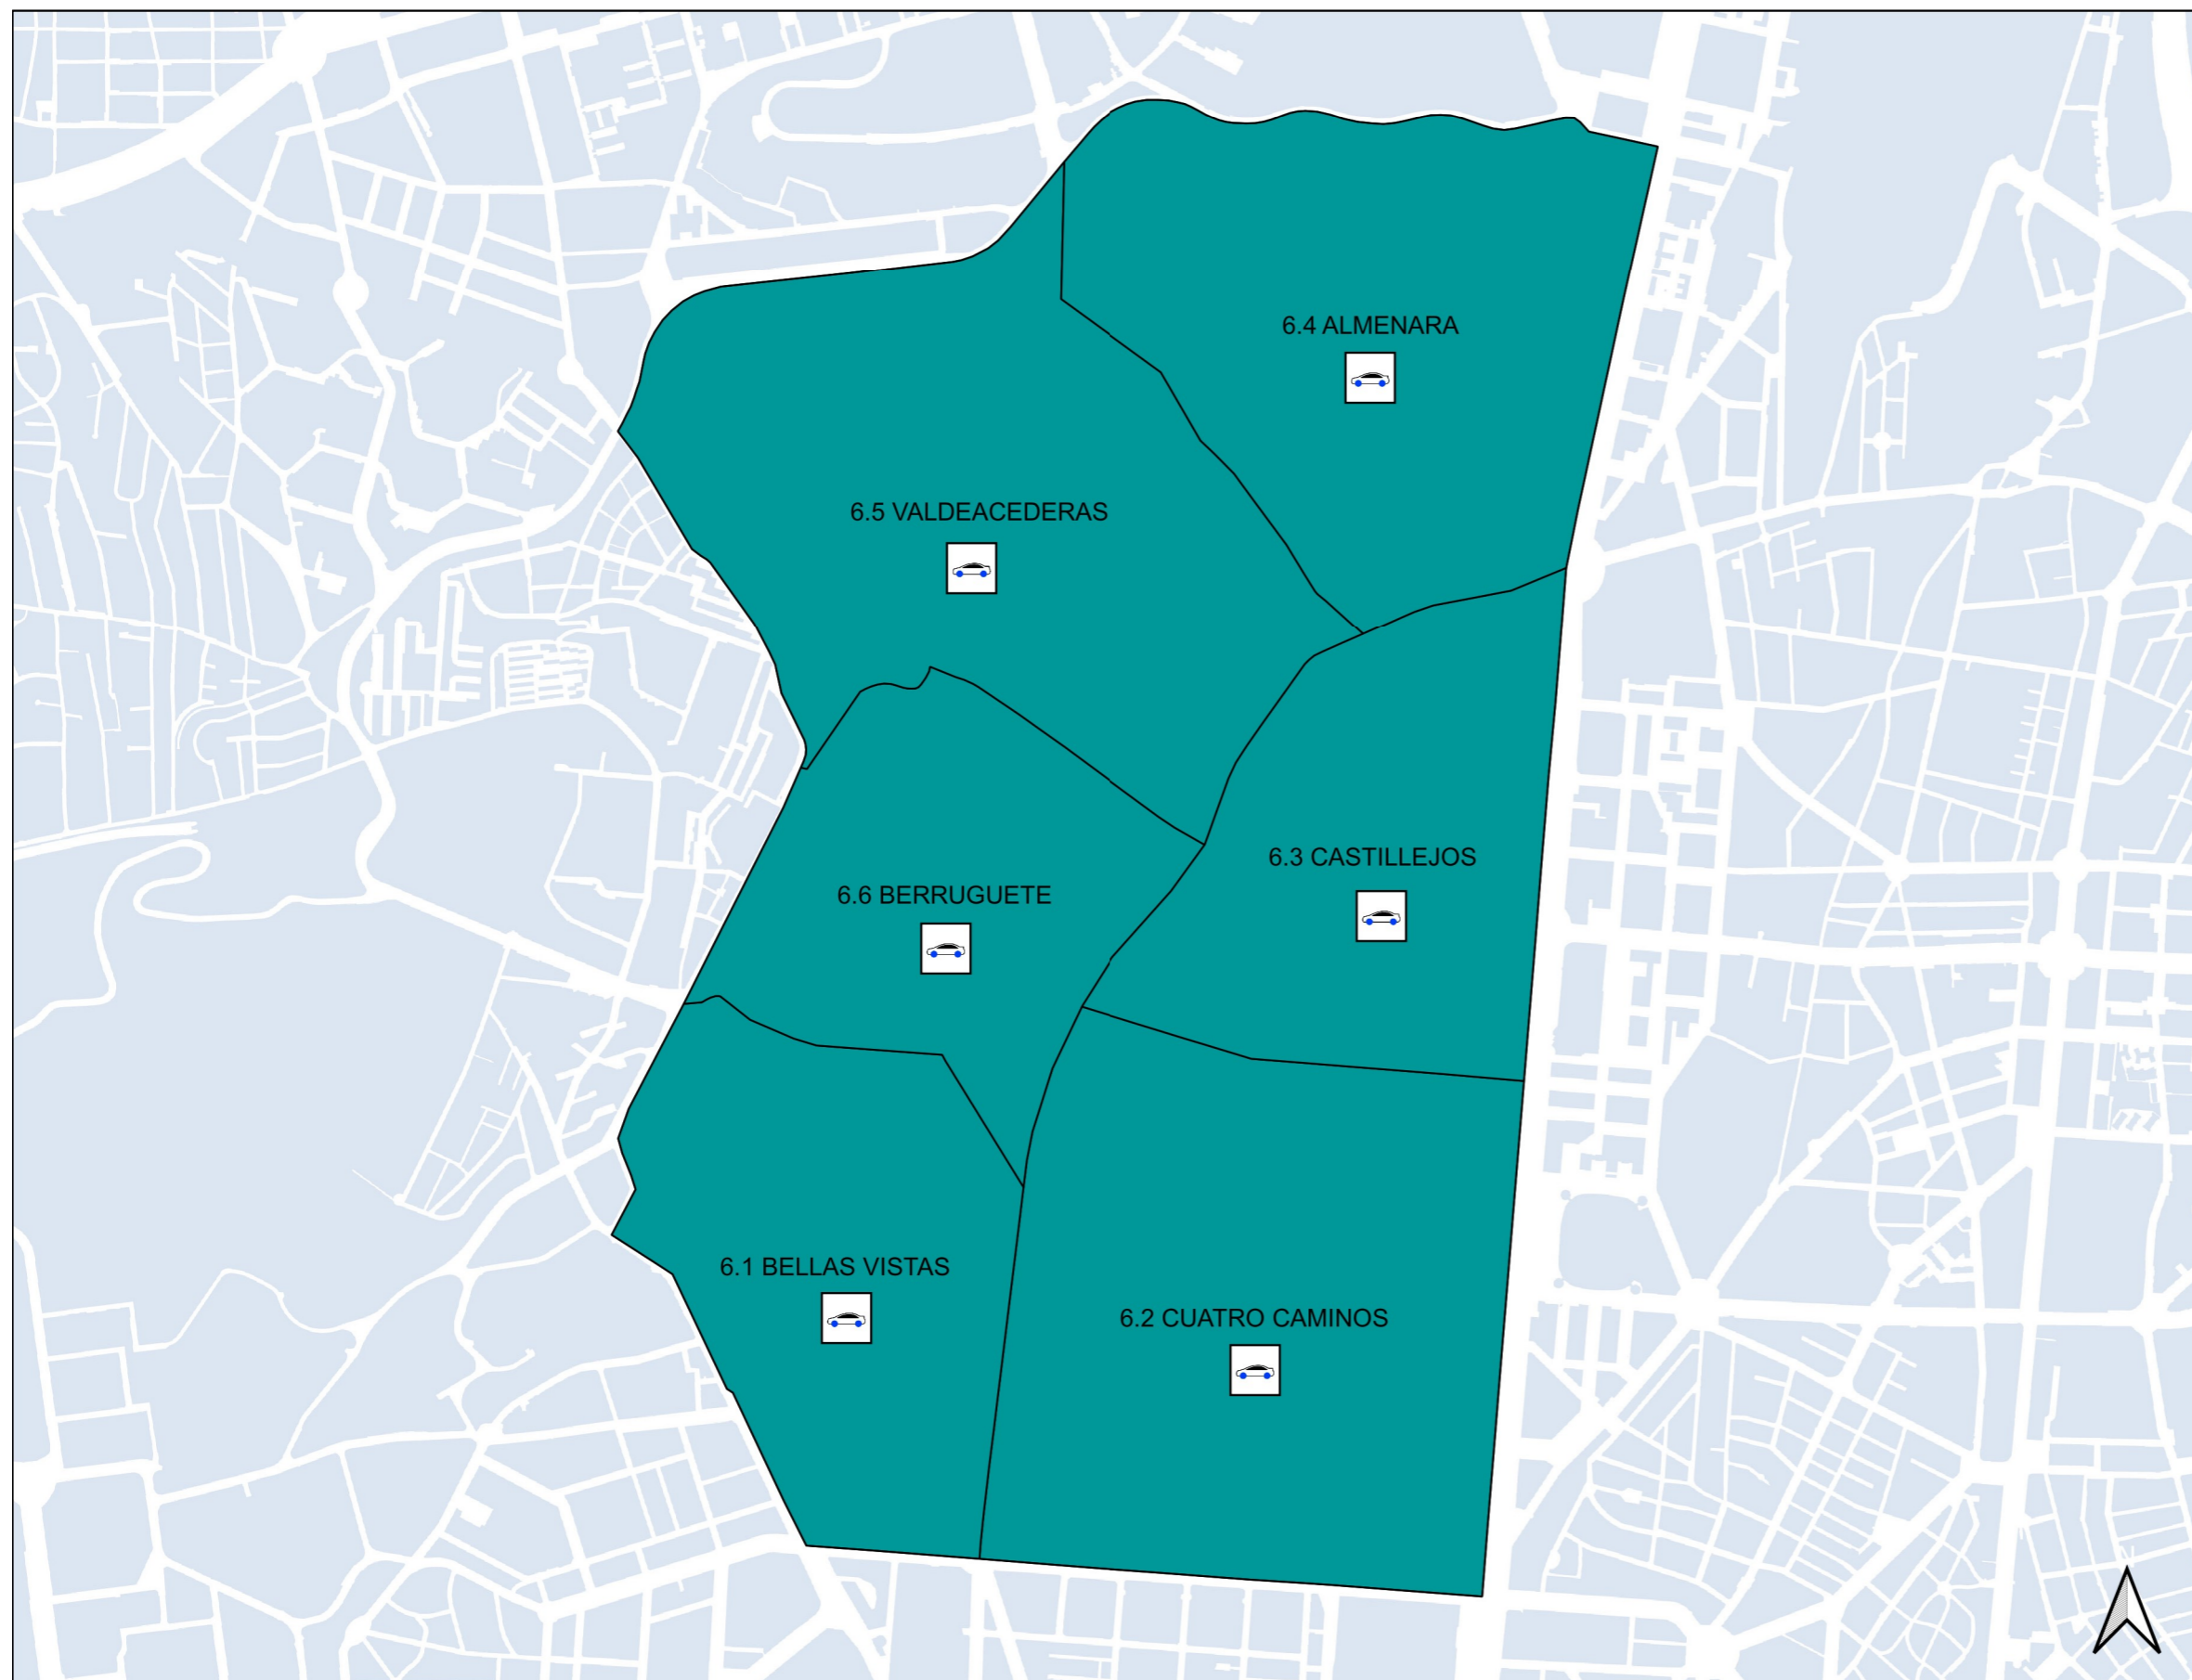 6.4 ALMENARA
6.5 VALDEACEDERAS
6.3 CASTILLEJOS
6.6 BERRUGUETE
6.1 BELLAS VISTAS
6.2 CUATRO CAMINOS